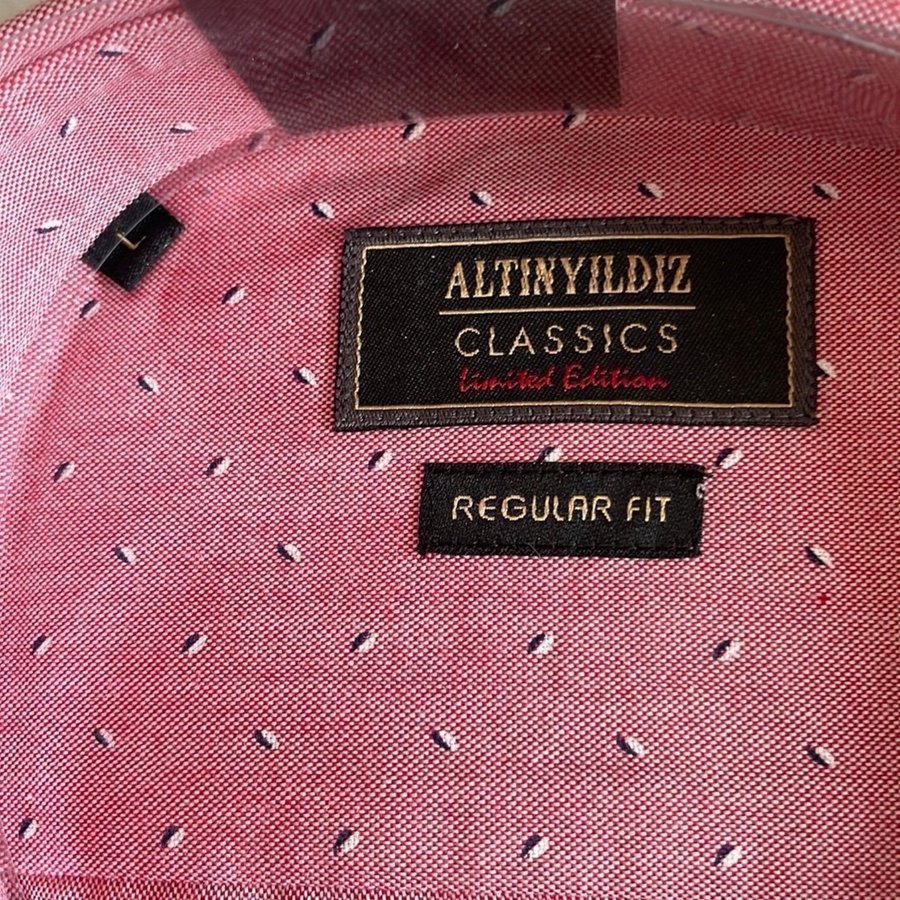 L
ALTINYILDIZ
CLASSICS
Limited Edition
REGULAR FIT